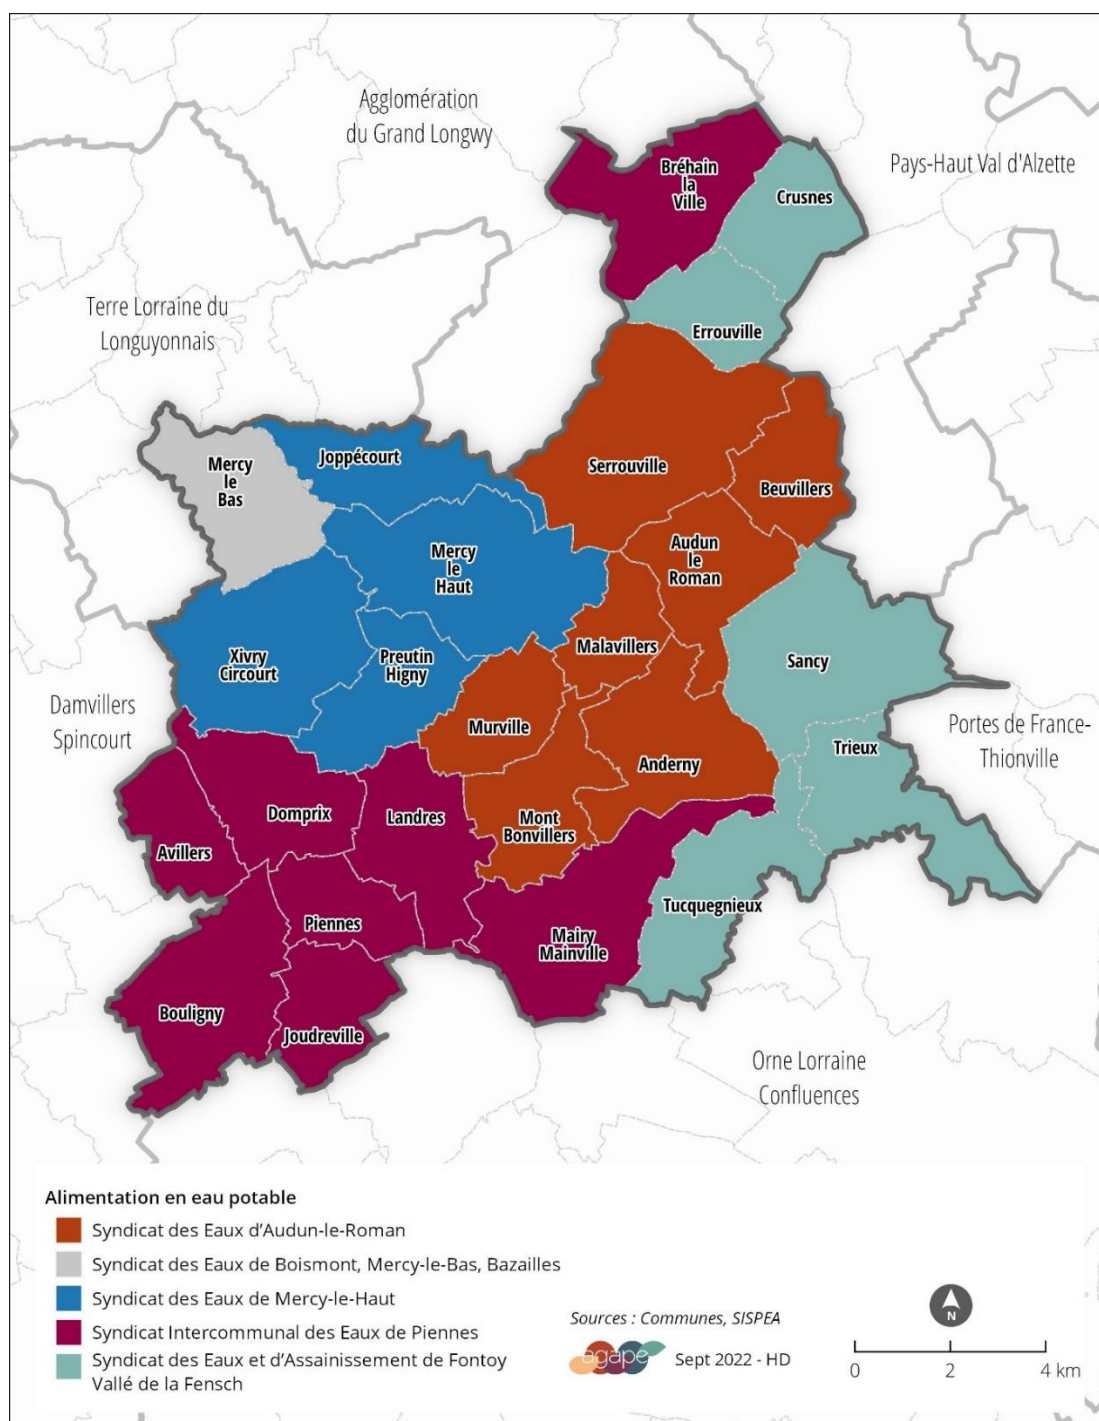 Agglomération
du Grand Longwy
Bréhain
la
Ville
Crusnes
Pays-Haut Val d'Alzette
Terre Lorraine du
Longuyonnais
Errouville
Joppécourt
Mercy
le
Bas
Serrouville
Beuvillers
Mercy
le
Haut
Audun
le
Roman
Malavillers
Xivry
Circourt
Preutin
Higny
Sancy
Damvillers
Spincourt
Murville
Portes de France-
Thionville
Trieux
Anderny
Domprix
Landres
Mont
Bonvillers
Avillers
Piennes
Tucquegnieux
Mairy
Mainville
Bouligny
Joudreville
Orne Lorraine
Confluences
Alimentation en eau potable
Syndicat des Eaux d'Audun-le-Roman
Syndicat des Eaux de Boismont, Mercy-le-Bas, Bazailles
Syndicat des Eaux de Mercy-le-Haut
Syndicat Intercommunal des Eaux de Piennes
Syndicat des Eaux et d'Assainissement de Fontoy
Vallé de la Fensch
Sources : Communes, SISPEA
agape
Sept 2022 - HD
N
0 2 4 km